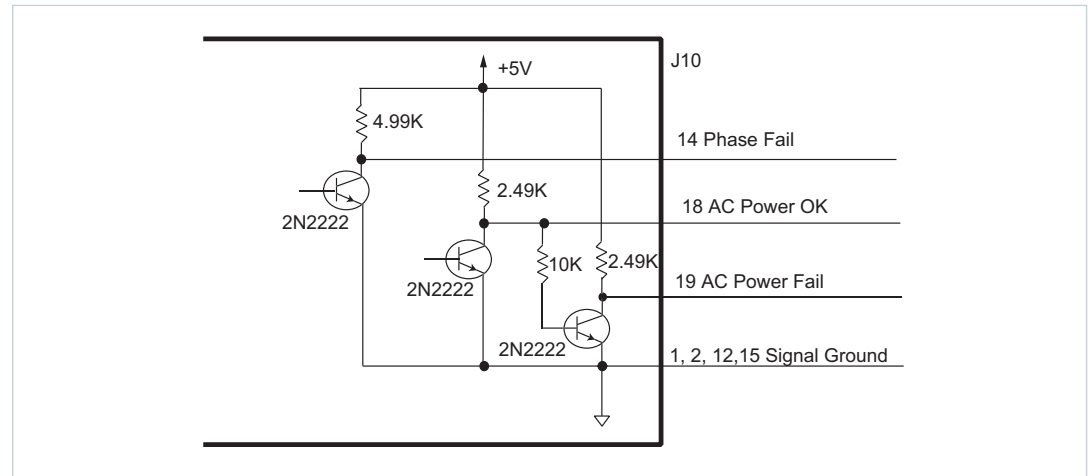 J10
+5V
4.99K
14 Phase Fail
2.49K
18 AC Power OK
2N2222
10K
2.49K
2N2222
19 AC Power Fail
2N2222
1, 2, 12,15 Signal Ground